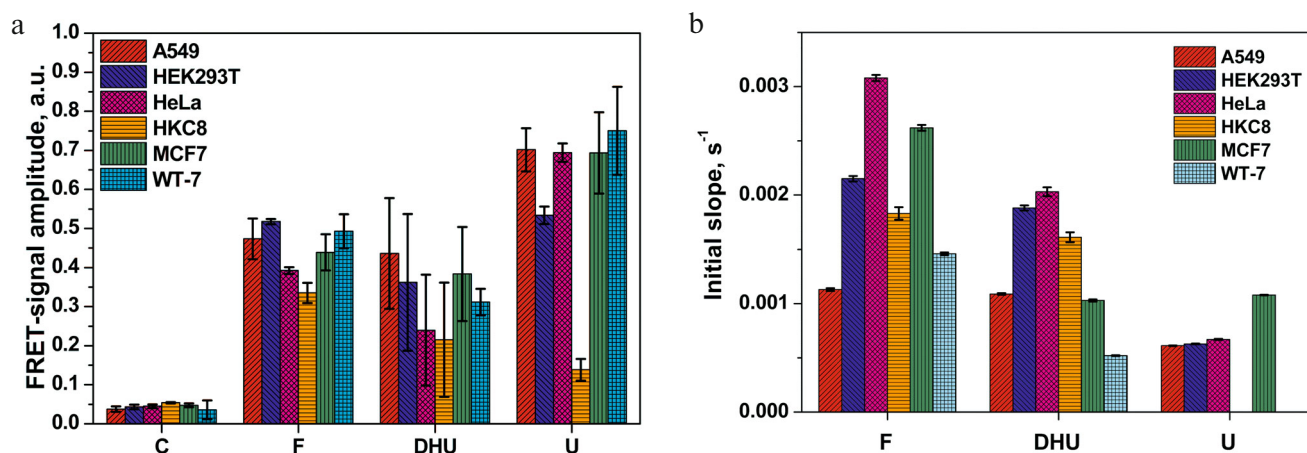 a
FRET-signal amplitude, a.u.
1.0
0.9
0.8
0.7
0.6
0.5
0.4
0.3
0.2
0.1
0.0
A549
HEK293T
HeLa
HKC8
MCF7
WT-7
C F DHU U
b
Initial slope, s⁻¹
0.003
0.002
0.001
0.000
A549
HEK293T
HeLa
HKC8
MCF7
WT-7
F DHU U